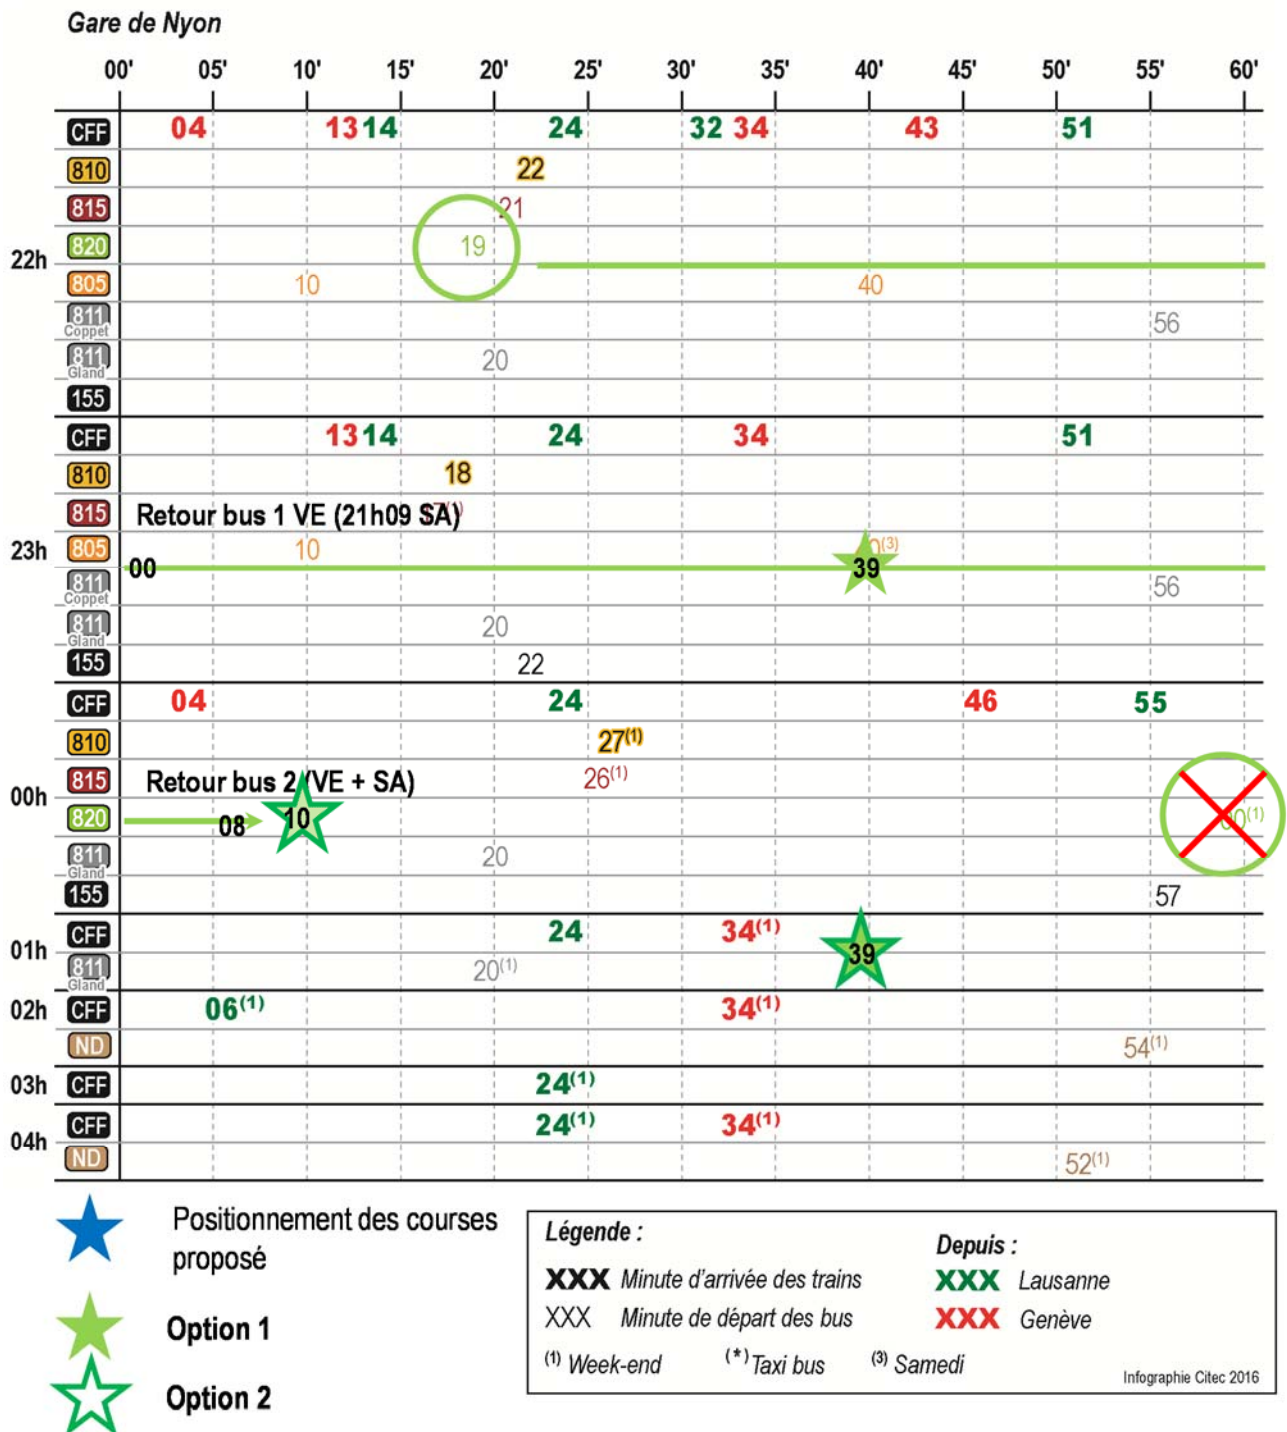 Gare de Nyon
00' 05' 10' 15' 20' 25' 30' 35' 40' 45' 50' 55' 60'
CFF 04 13 14 24 32 34 43 51
810 22
815 21
820 19
22h
805 10 40
811 Coppet 56
811 Gland 20
155
CFF 13 14 24 34 51
810 18
815 Retour bus 1 VE (21h09 SA)
23h
805 10 (3)
00 39
811 Coppet 56
811 Gland 20
155 22
CFF 04 24 46 55
810 27(1)
815 Retour bus 2 (VE + SA) 26(1)
00h
820 08 10 (1)
811 Gland 20
155 57
CFF 24 34(1)
01h 39
811 Gland 20(1)
02h CFF 06(1) 34(1)
ND 54(1)
03h CFF 24(1)
CFF 24(1) 34(1)
04h
ND 52(1)
Positionnement des courses
proposé
Option 1
Option 2
Légende :
XXX Minute d'arrivée des trains
XXX Minute de départ des bus
(1) Week-end (*) Taxi bus (3) Samedi
Depuis :
XXX Lausanne
XXX Genève
Infographie Citec 2016